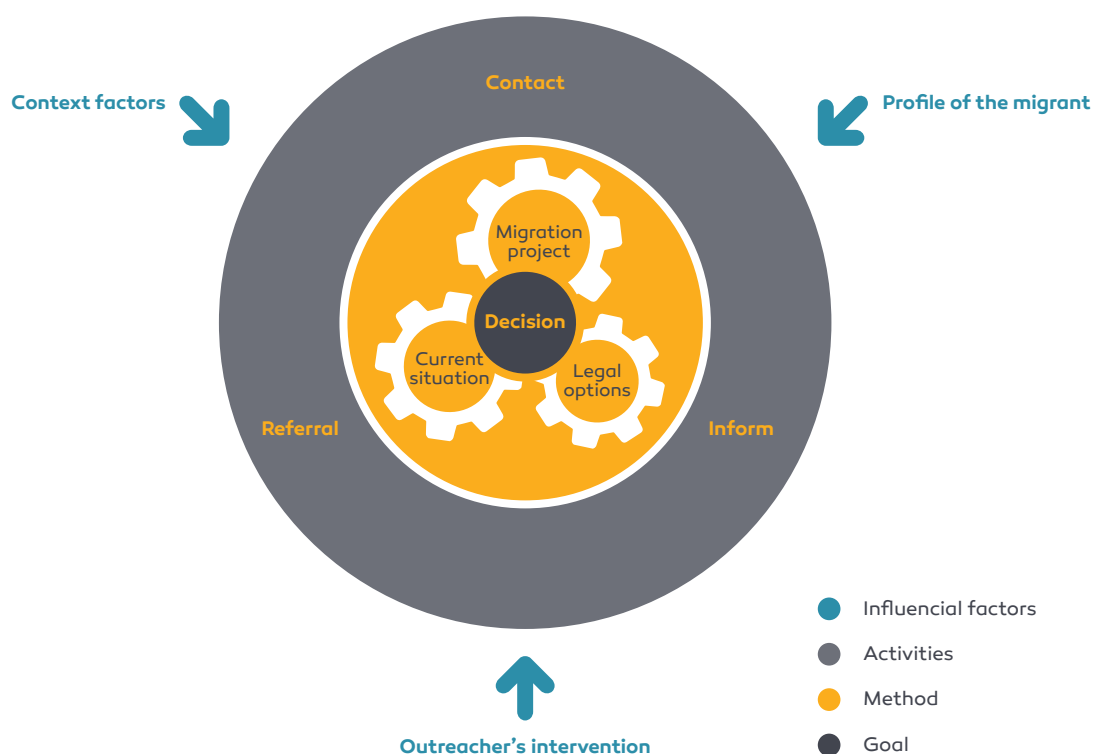 Contact
Context factors
Profile of the migrant
Migration
project
Decision
Current
situation
Legal
options
Referral
Inform
Outreacher's intervention
Influencial factors
Activities
Method
Goal